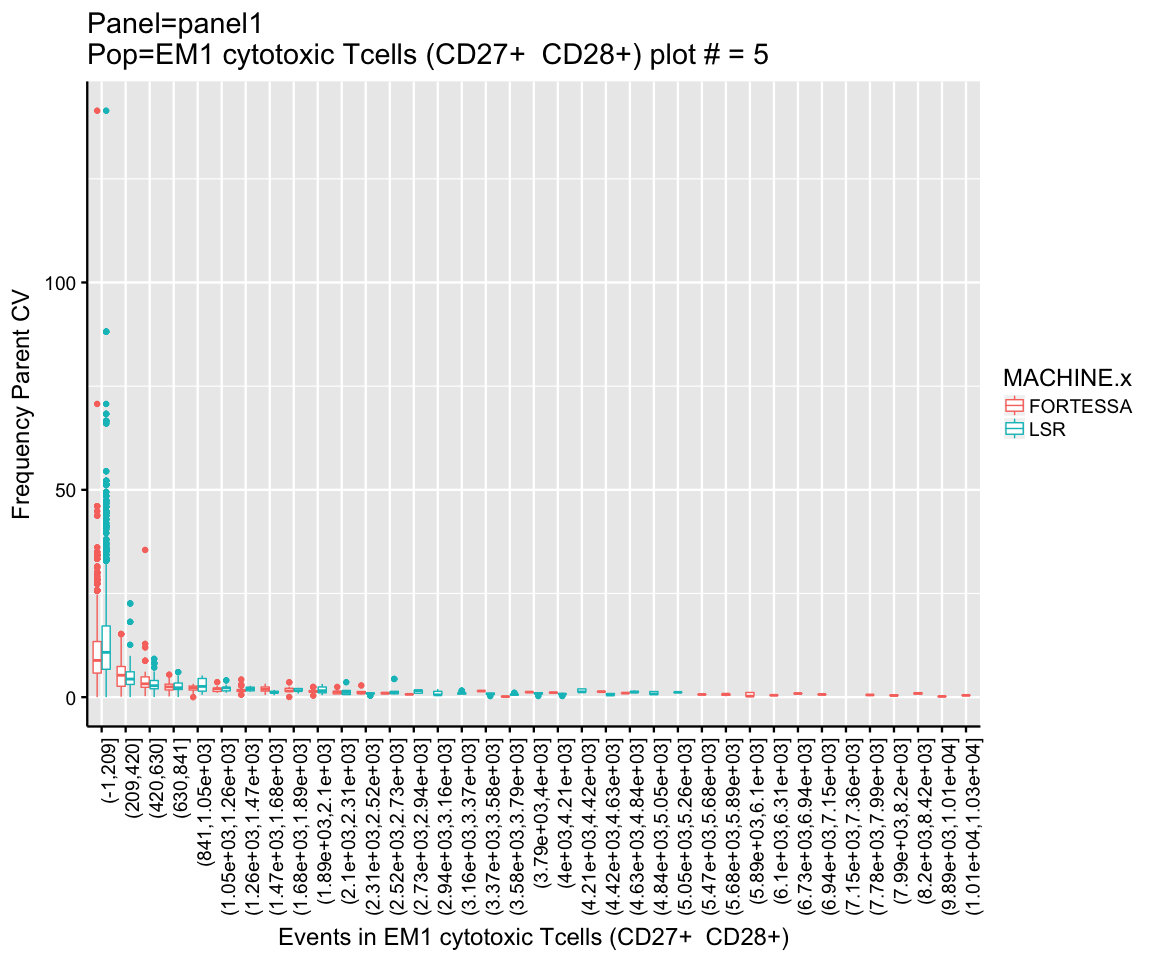 Panel=panel1
Pop=EM1 cytotoxic Tcells (CD27+  CD28+) plot # = 5
Frequency Parent CV
100
50
0
(-1,209]
(209,420]
(420,630]
(630,841]
(841,1.05e+03]
(1.05e+03,1.26e+03]
(1.26e+03,1.47e+03]
(1.47e+03,1.68e+03]
(1.68e+03,1.89e+03]
(1.89e+03,2.1e+03]
(2.1e+03,2.31e+03]
(2.31e+03,2.52e+03]
(2.52e+03,2.73e+03]
(2.73e+03,2.94e+03]
(2.94e+03,3.16e+03]
(3.16e+03,3.37e+03]
(3.37e+03,3.58e+03]
(3.58e+03,3.79e+03]
(3.79e+03,4e+03]
(4e+03,4.21e+03]
(4.21e+03,4.42e+03]
(4.42e+03,4.63e+03]
(4.63e+03,4.84e+03]
(4.84e+03,5.05e+03]
(5.05e+03,5.26e+03]
(5.47e+03,5.68e+03]
(5.68e+03,5.89e+03]
(5.89e+03,6.1e+03]
(6.1e+03,6.31e+03]
(6.73e+03,6.94e+03]
(6.94e+03,7.15e+03]
(7.15e+03,7.36e+03]
(7.78e+03,7.99e+03]
(7.99e+03,8.2e+03]
(8.2e+03,8.42e+03]
(9.89e+03,1.01e+04]
(1.01e+04,1.03e+04]
Events in EM1 cytotoxic Tcells (CD27+  CD28+)
MACHINE.x
FORTESSA
LSR